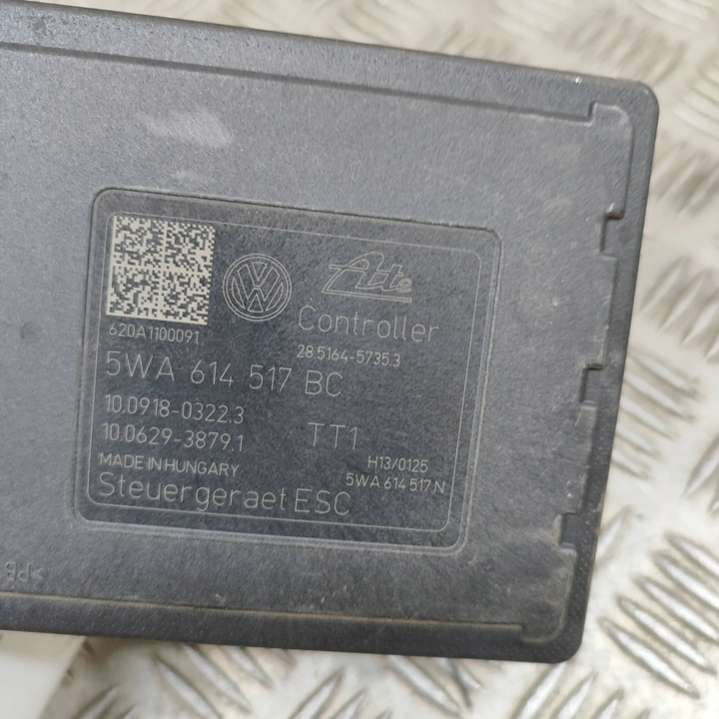 620A1100091
Ate
Controller
28.5164-5735.3
5WA 614 517 BC
10.0918-0322.3
10.0629-3879.1
TT1
MADE IN HUNGARY
H13/0125
5WA 614 517 N
Steuergeraet ESC